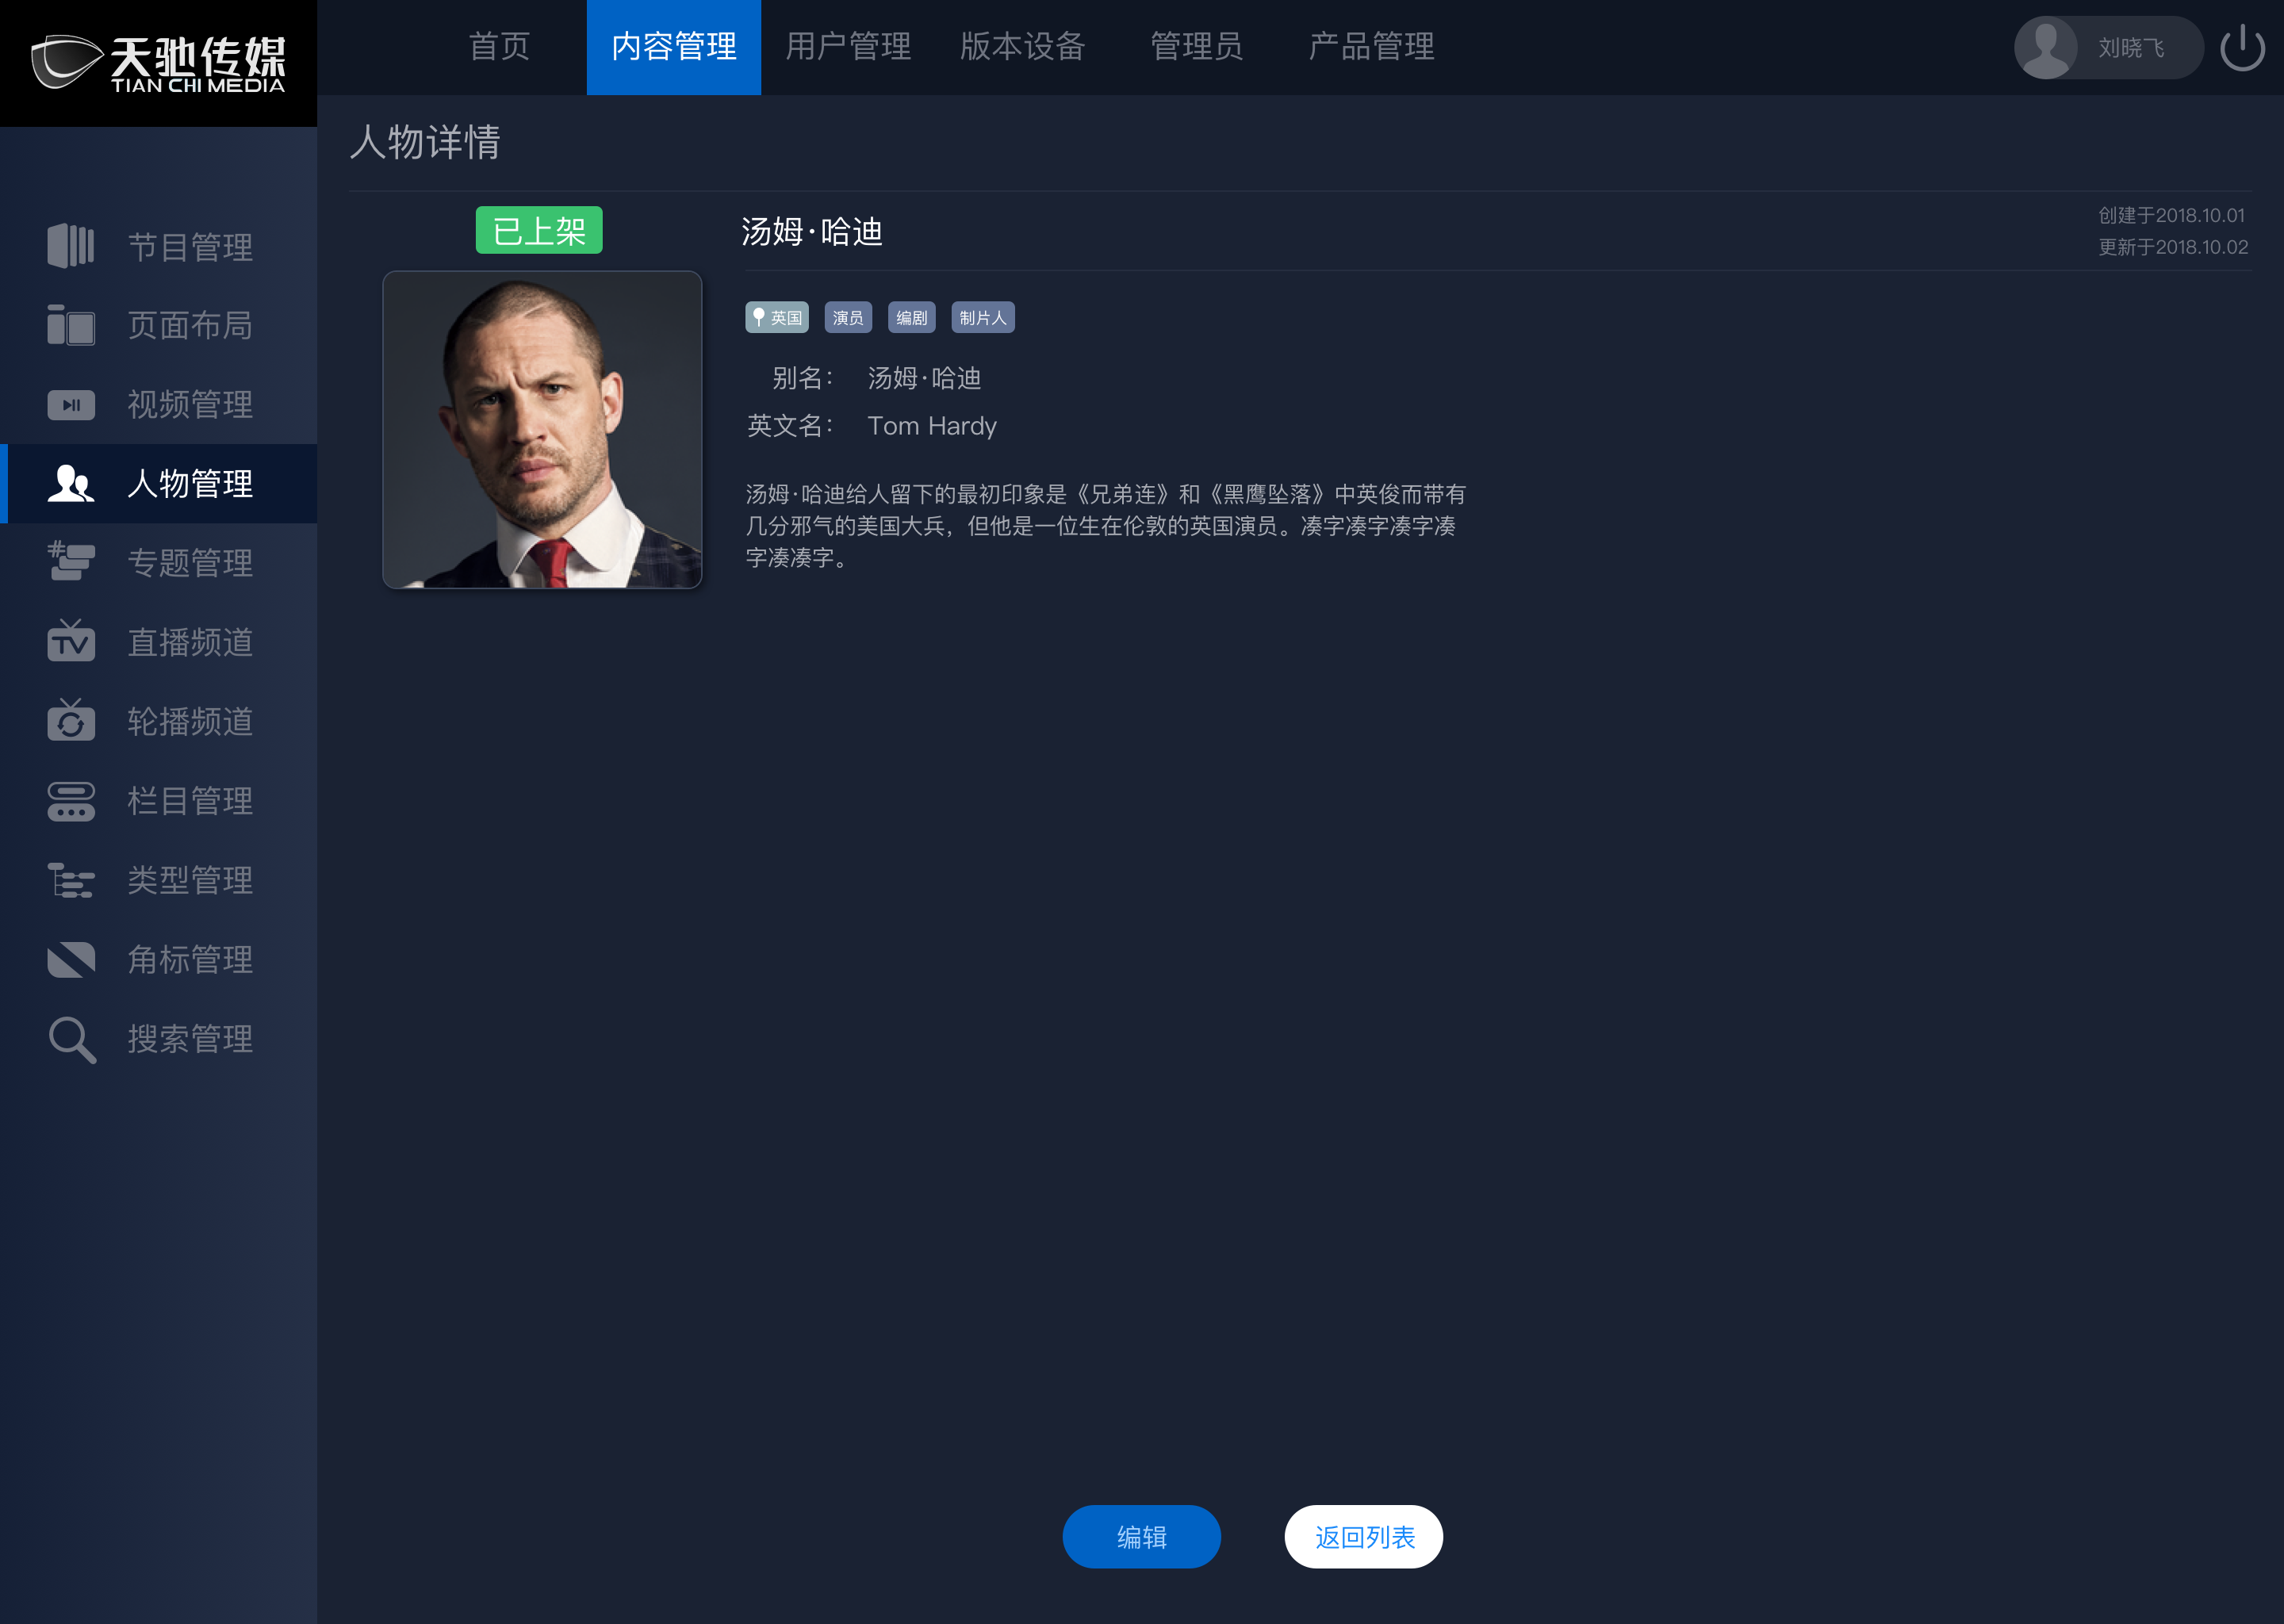 天驰传媒
TIAN CHI MEDIA
首页
内容管理
用户管理
版本设备
管理员
产品管理
刘晓飞
节目管理
页面布局
视频管理
人物管理
专题管理
TV
直播频道
轮播频道
栏目管理
类型管理
角标管理
搜索管理
人物详情
已上架
汤姆·哈迪
创建于2018.10.01
更新于2018.10.02
英国
演员
编剧
制片人
别名： 汤姆·哈迪
英文名： Tom Hardy
汤姆·哈迪给人留下的最初印象是《兄弟连》和《黑鹰坠落》中英俊而带有
几分邪气的美国大兵，但他是一位生在伦敦的英国演员。凑字凑字凑字凑
字凑凑字。
编辑
返回列表